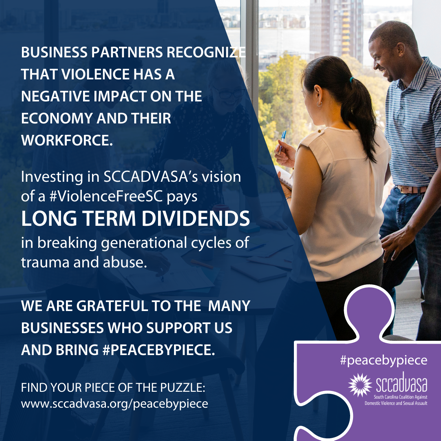 BUSINESS PARTNERS RECOGNIZE
THAT VIOLENCE HAS A
NEGATIVE IMPACT ON THE
ECONOMY AND THEIR
WORKFORCE.
Investing in SCCADVASA's vision
of a #ViolenceFreeSC pays
LONG TERM DIVIDENDS
in breaking generational cycles of
trauma and abuse.
WE ARE GRATEFUL TO THE MANY
BUSINESSES WHO SUPPORT US
AND BRING #PEACEBYPIECE.
FIND YOUR PIECE OF THE PUZZLE:
www.sccadvasa.org/peacebypiece
#peacebypiece
sccadvasa
South Carolina Coalition Against
Domestic Violence and Sexual Assault